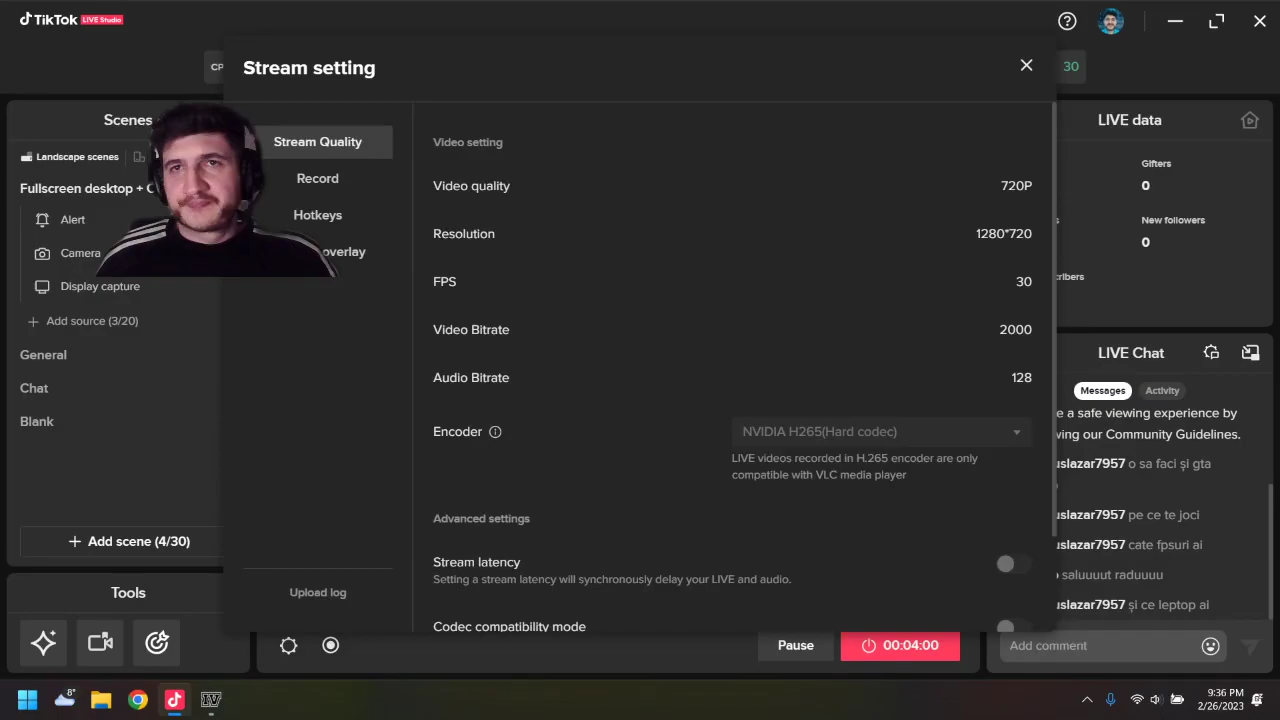 TikTok LIVE Studio
CP
30
Stream setting
Scenes
Landscape scenes
Fullscreen desktop + C
Alert
Camera
Display capture
Add source (3/20)
General
Chat
Blank
Add scene (4/30)
Tools
Stream Quality
Record
Hotkeys
overlay
Upload log
Video setting
Video quality 720P
Resolution 1280*720
FPS 30
Video Bitrate 2000
Audio Bitrate 128
Encoder NVIDIA H265(Hard codec)
LIVE videos recorded in H.265 encoder are only
compatible with VLC media player
Advanced settings
Stream latency
Setting a stream latency will synchronously delay your LIVE and audio.
Codec compatibility mode
Pause
00:04:00
LIVE data
Gifters
0
New followers
0
cribers
LIVE Chat
Messages Activity
e a safe viewing experience by
wing our Community Guidelines.
uslazar7957 o sa faci și gta
uslazar7957 pe ce te joci
uslazar7957 cate fpsuri ai
o saluuuut raduuuu
uslazar7957 și ce leptop ai
Add comment
8°
IV
9:36 PM
2/26/2023